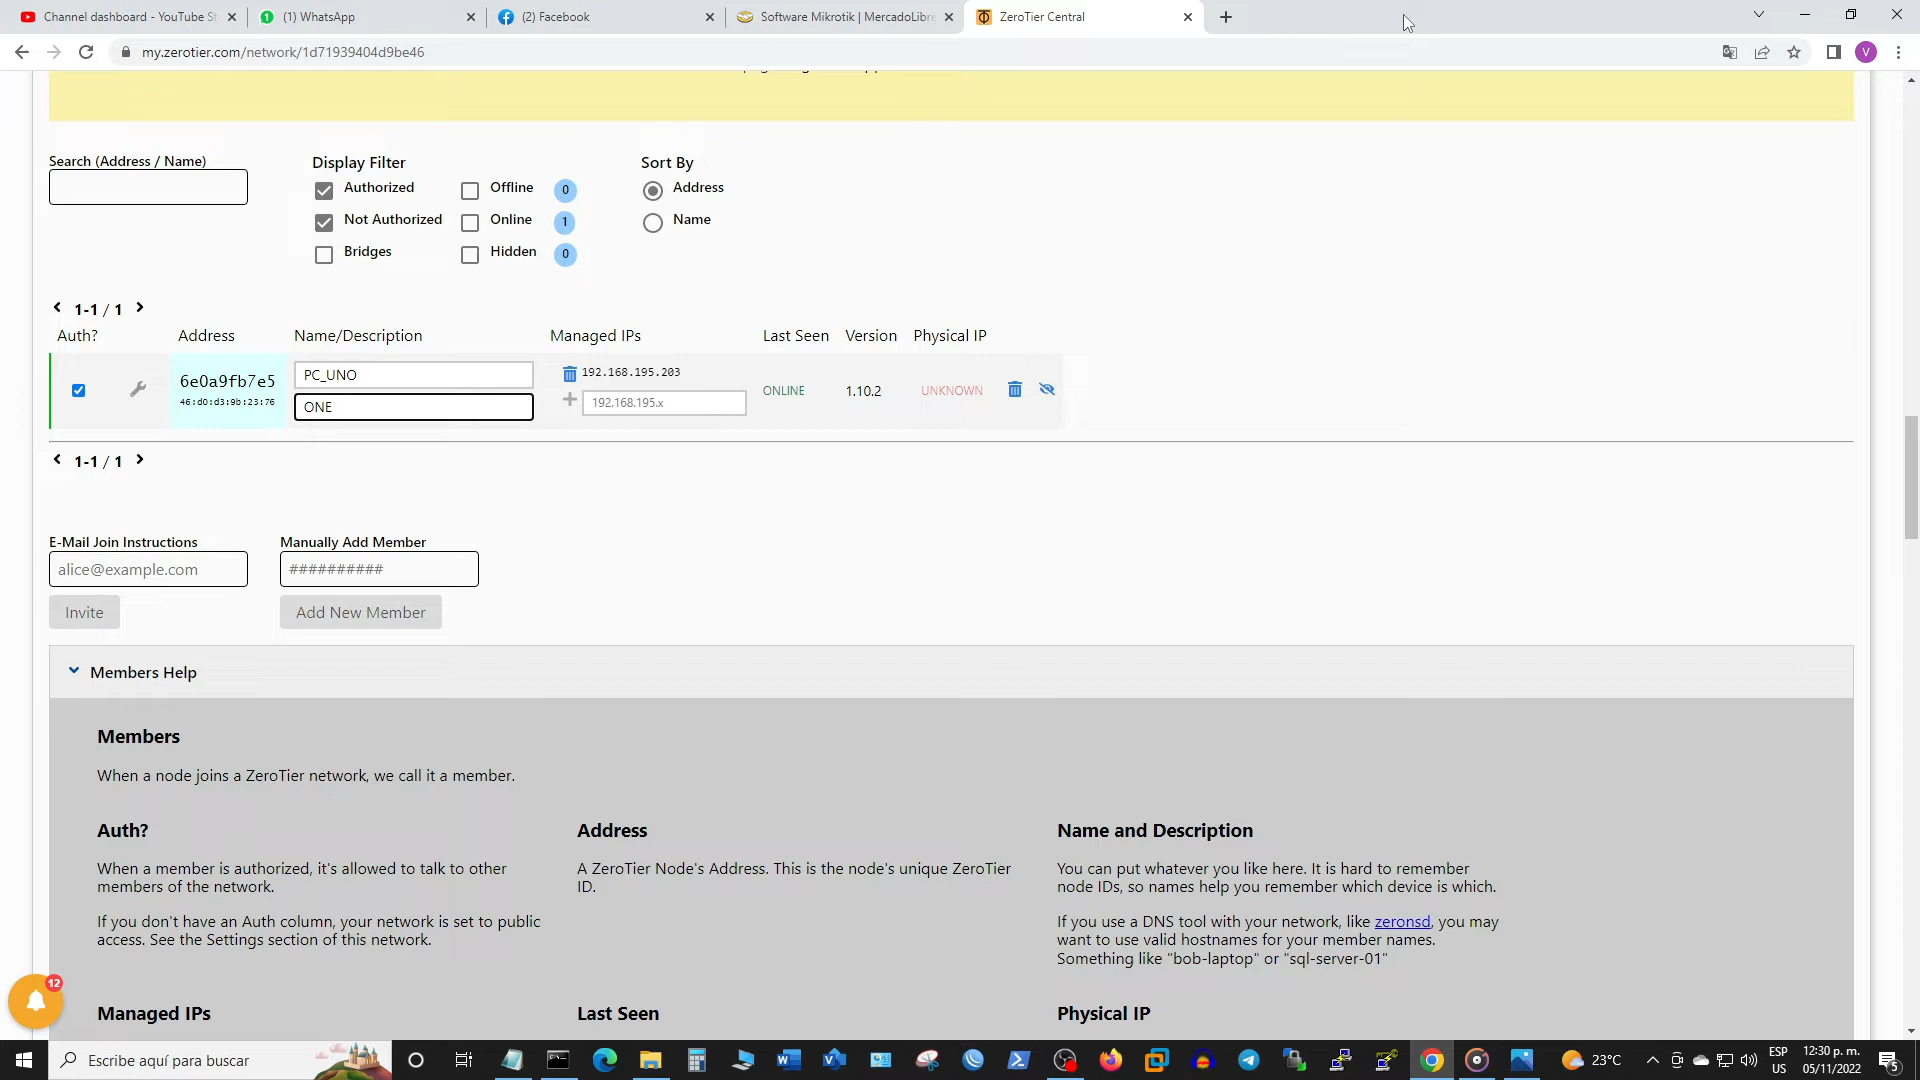 Channel dashboard - YouTube St
(1) WhatsApp
(2) Facebook
Software Mikrotik | MercadoLibre
ZeroTier Central
my.zerotier.com/network/1d71939404d9be46
V
Search (Address / Name)
Display Filter
Sort By
Authorized
Offline
0
Address
Not Authorized
Online
1
Name
Bridges
Hidden
0
1-1 / 1
Auth?
Address
Name/Description
Managed IPs
Last Seen
Version
Physical IP
6e0a9fb7e5
46:d0:d3:9b:23:76
PC_UNO
ONE
192.168.195.203
192.168.195.x
ONLINE
1.10.2
UNKNOWN
1-1 / 1
E-Mail Join Instructions
Manually Add Member
alice@example.com
##########
Invite
Add New Member
Members Help
Members
When a node joins a ZeroTier network, we call it a member.
Auth?
When a member is authorized, it's allowed to talk to other
members of the network.
If you don't have an Auth column, your network is set to public
access. See the Settings section of this network.
Address
A ZeroTier Node's Address. This is the node's unique ZeroTier
ID.
Name and Description
You can put whatever you like here. It is hard to remember
node IDs, so names help you remember which device is which.
If you use a DNS tool with your network, like zeronsd, you may
want to use valid hostnames for your member names.
Something like "bob-laptop" or "sql-server-01"
12
Managed IPs
Last Seen
Physical IP
Escribe aquí para buscar
23°C
ESP
US
12:30 p. m.
05/11/2022
5